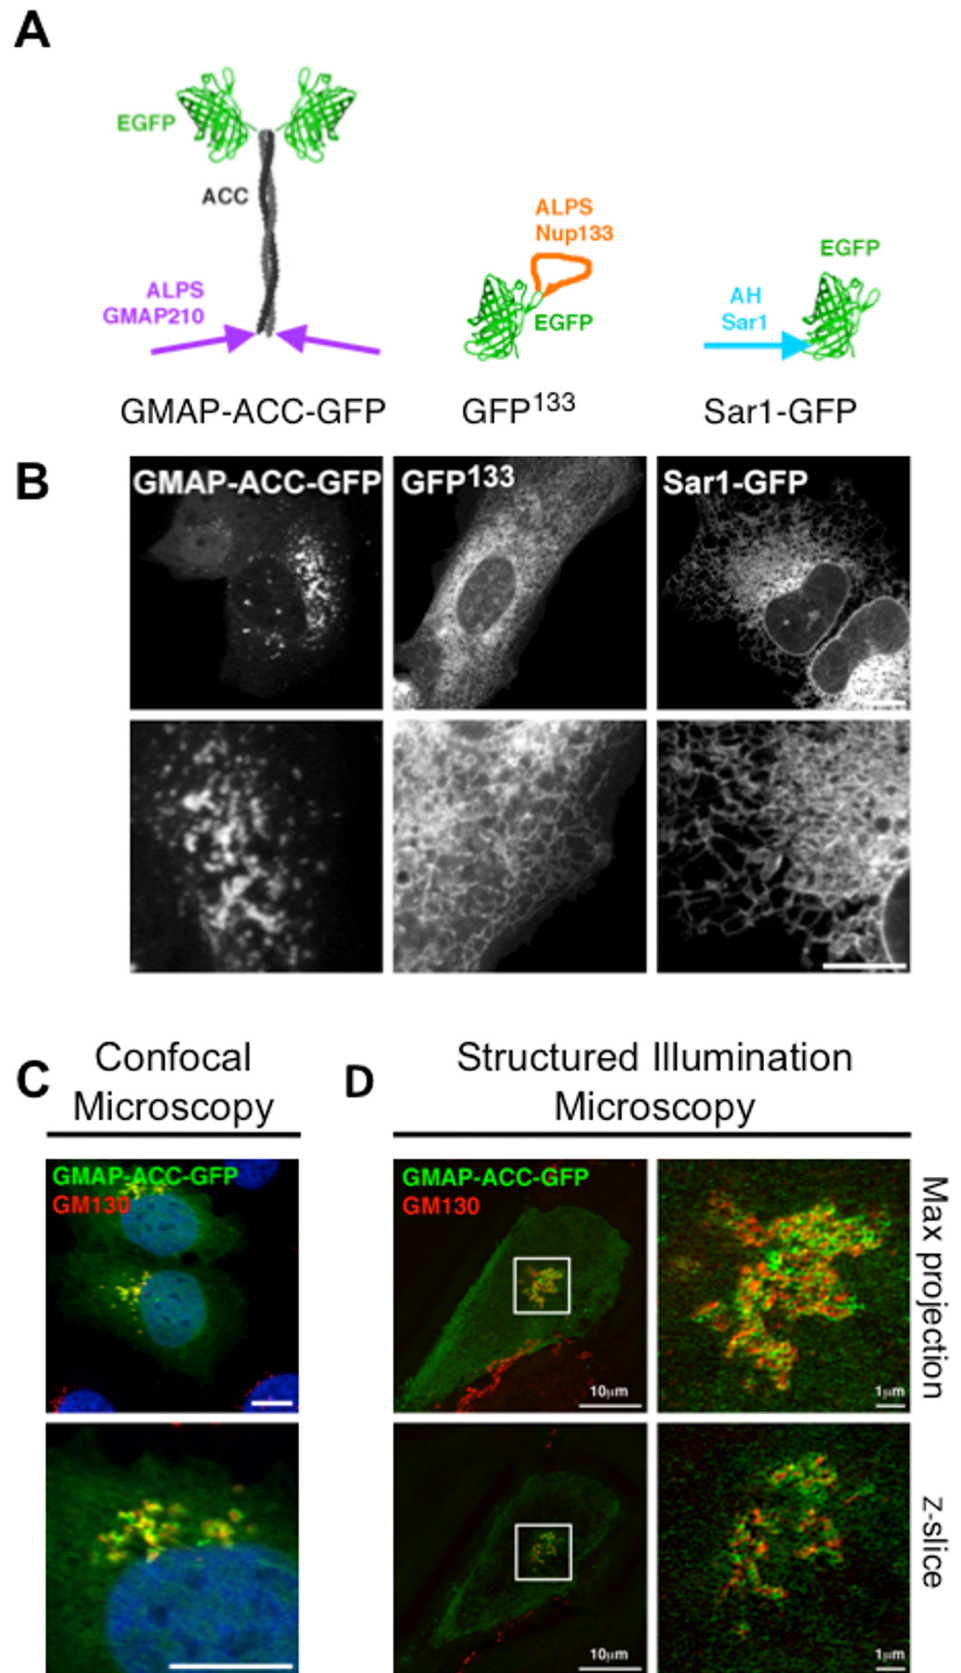 A
EGFP
ACC
ALPS
GMAP210
ALPS
Nup133
EGFP
EGFP
AH
Sar1
GMAP-ACC-GFP
GFP133
Sar1-GFP
B
GMAP-ACC-GFP
GFP133
Sar1-GFP
C
Confocal
Microscopy
GMAP-ACC-GFP
GM130
D
Structured Illumination
Microscopy
GMAP-ACC-GFP
GM130
10μm
1μm
Max projection
10μm
1μm
z-slice